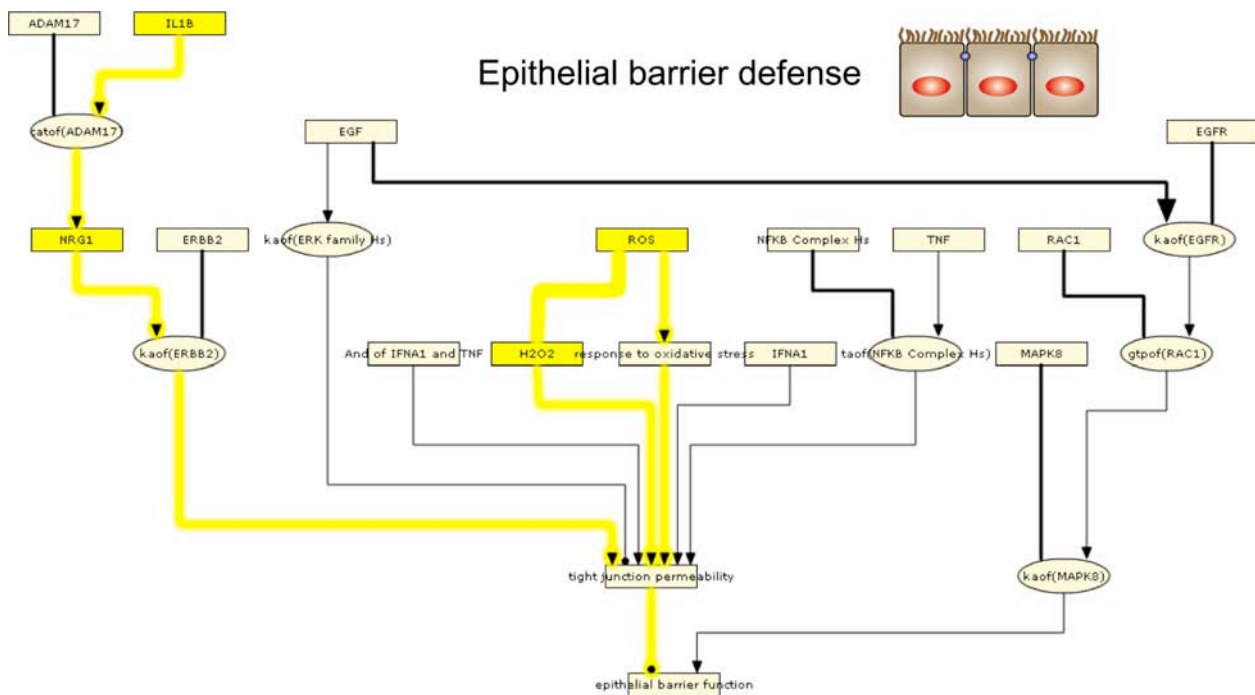 ADAM17
IL1B
Epithelial barrier defense
catof(ADAM17)
EGF
EGFR
NRG1
ERBB2
kaof(ERK family Hs)
ROS
NFKB Complex Hs
TNF
RAC1
kaof(EGFR)
kaof(ERBB2)
And of IFNA1 and TNF
H2O2
response to oxidative stress
IFNA1
taof(NFKB Complex Hs)
MAPK8
gtpof(RAC1)
tight junction permeability
kaof(MAPK8)
epithelial barrier function